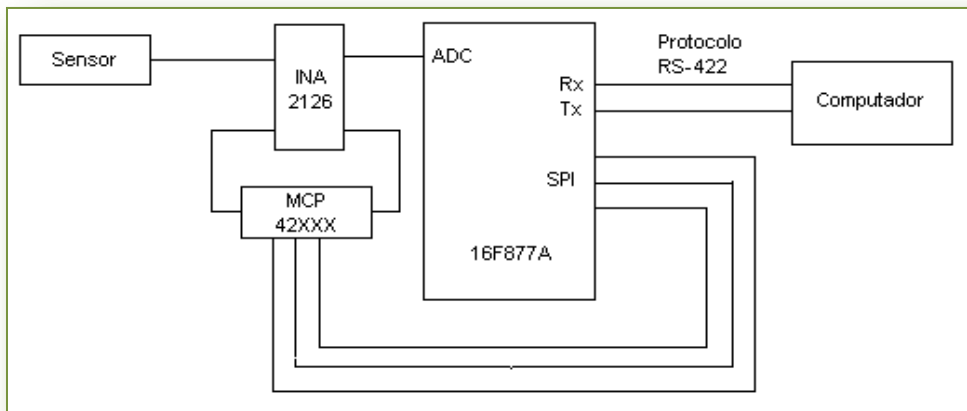 Sensor
INA
2126
MCP
42XXX
ADC
Rx
Tx
SPI
16F877A
Protocolo
RS-422
Computador